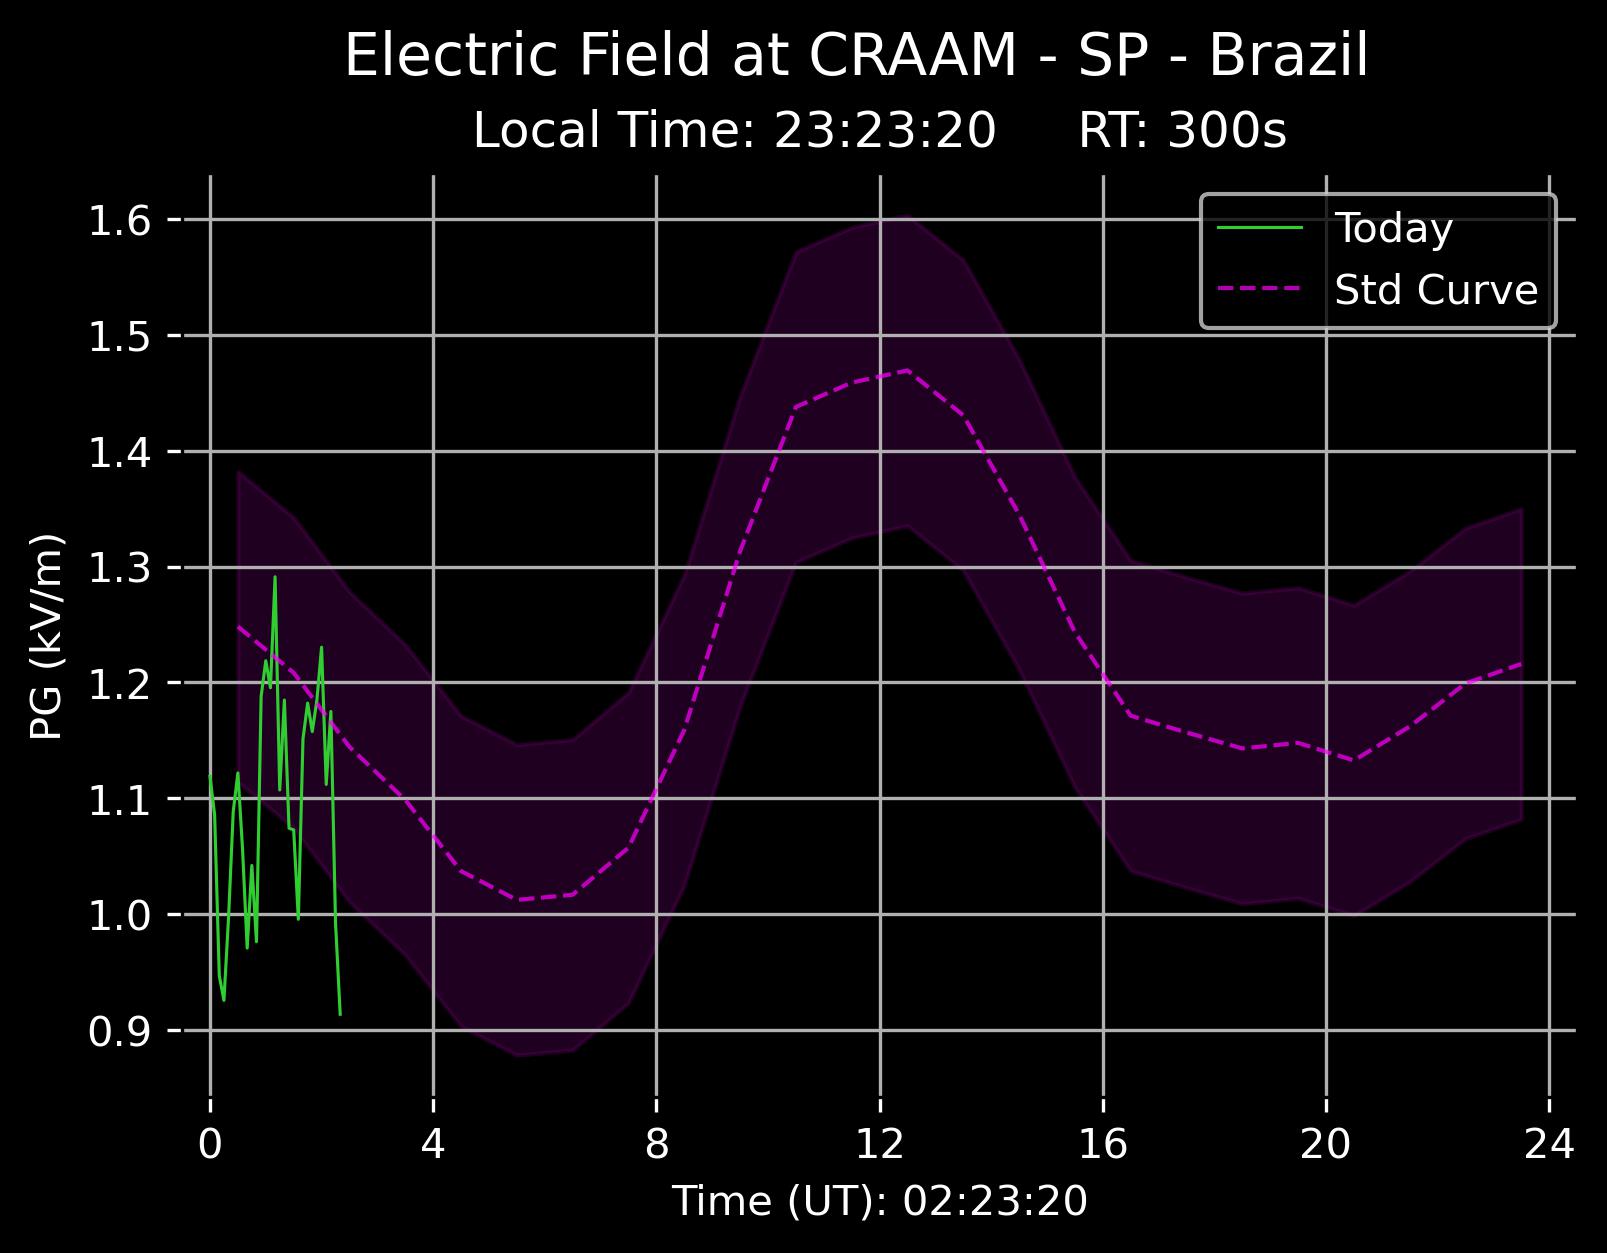 Electric Field at CRAAM - SP - Brazil
Local Time: 23:23:20 RT: 300s
Today
Std Curve
PG (kV/m)
1.6
1.5
1.4
1.3
1.2
1.1
1.0
0.9
0 4 8 12 16 20 24
Time (UT): 02:23:20